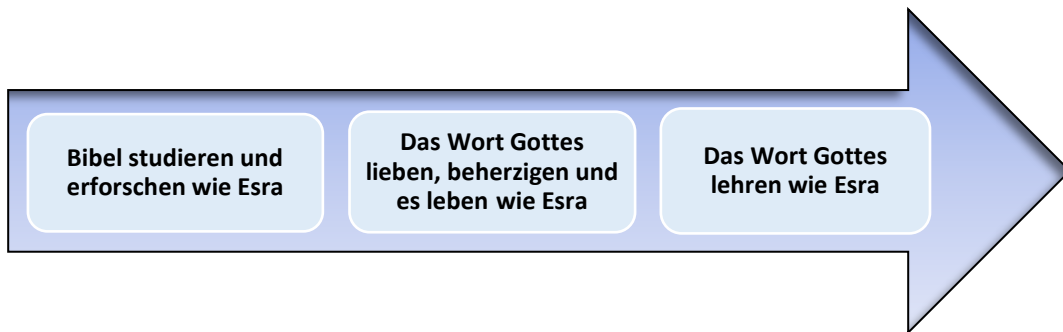 Bibel studieren und
erforschen wie Esra
Das Wort Gottes
lieben, beherzigen und
es leben wie Esra
Das Wort Gottes
lehren wie Esra